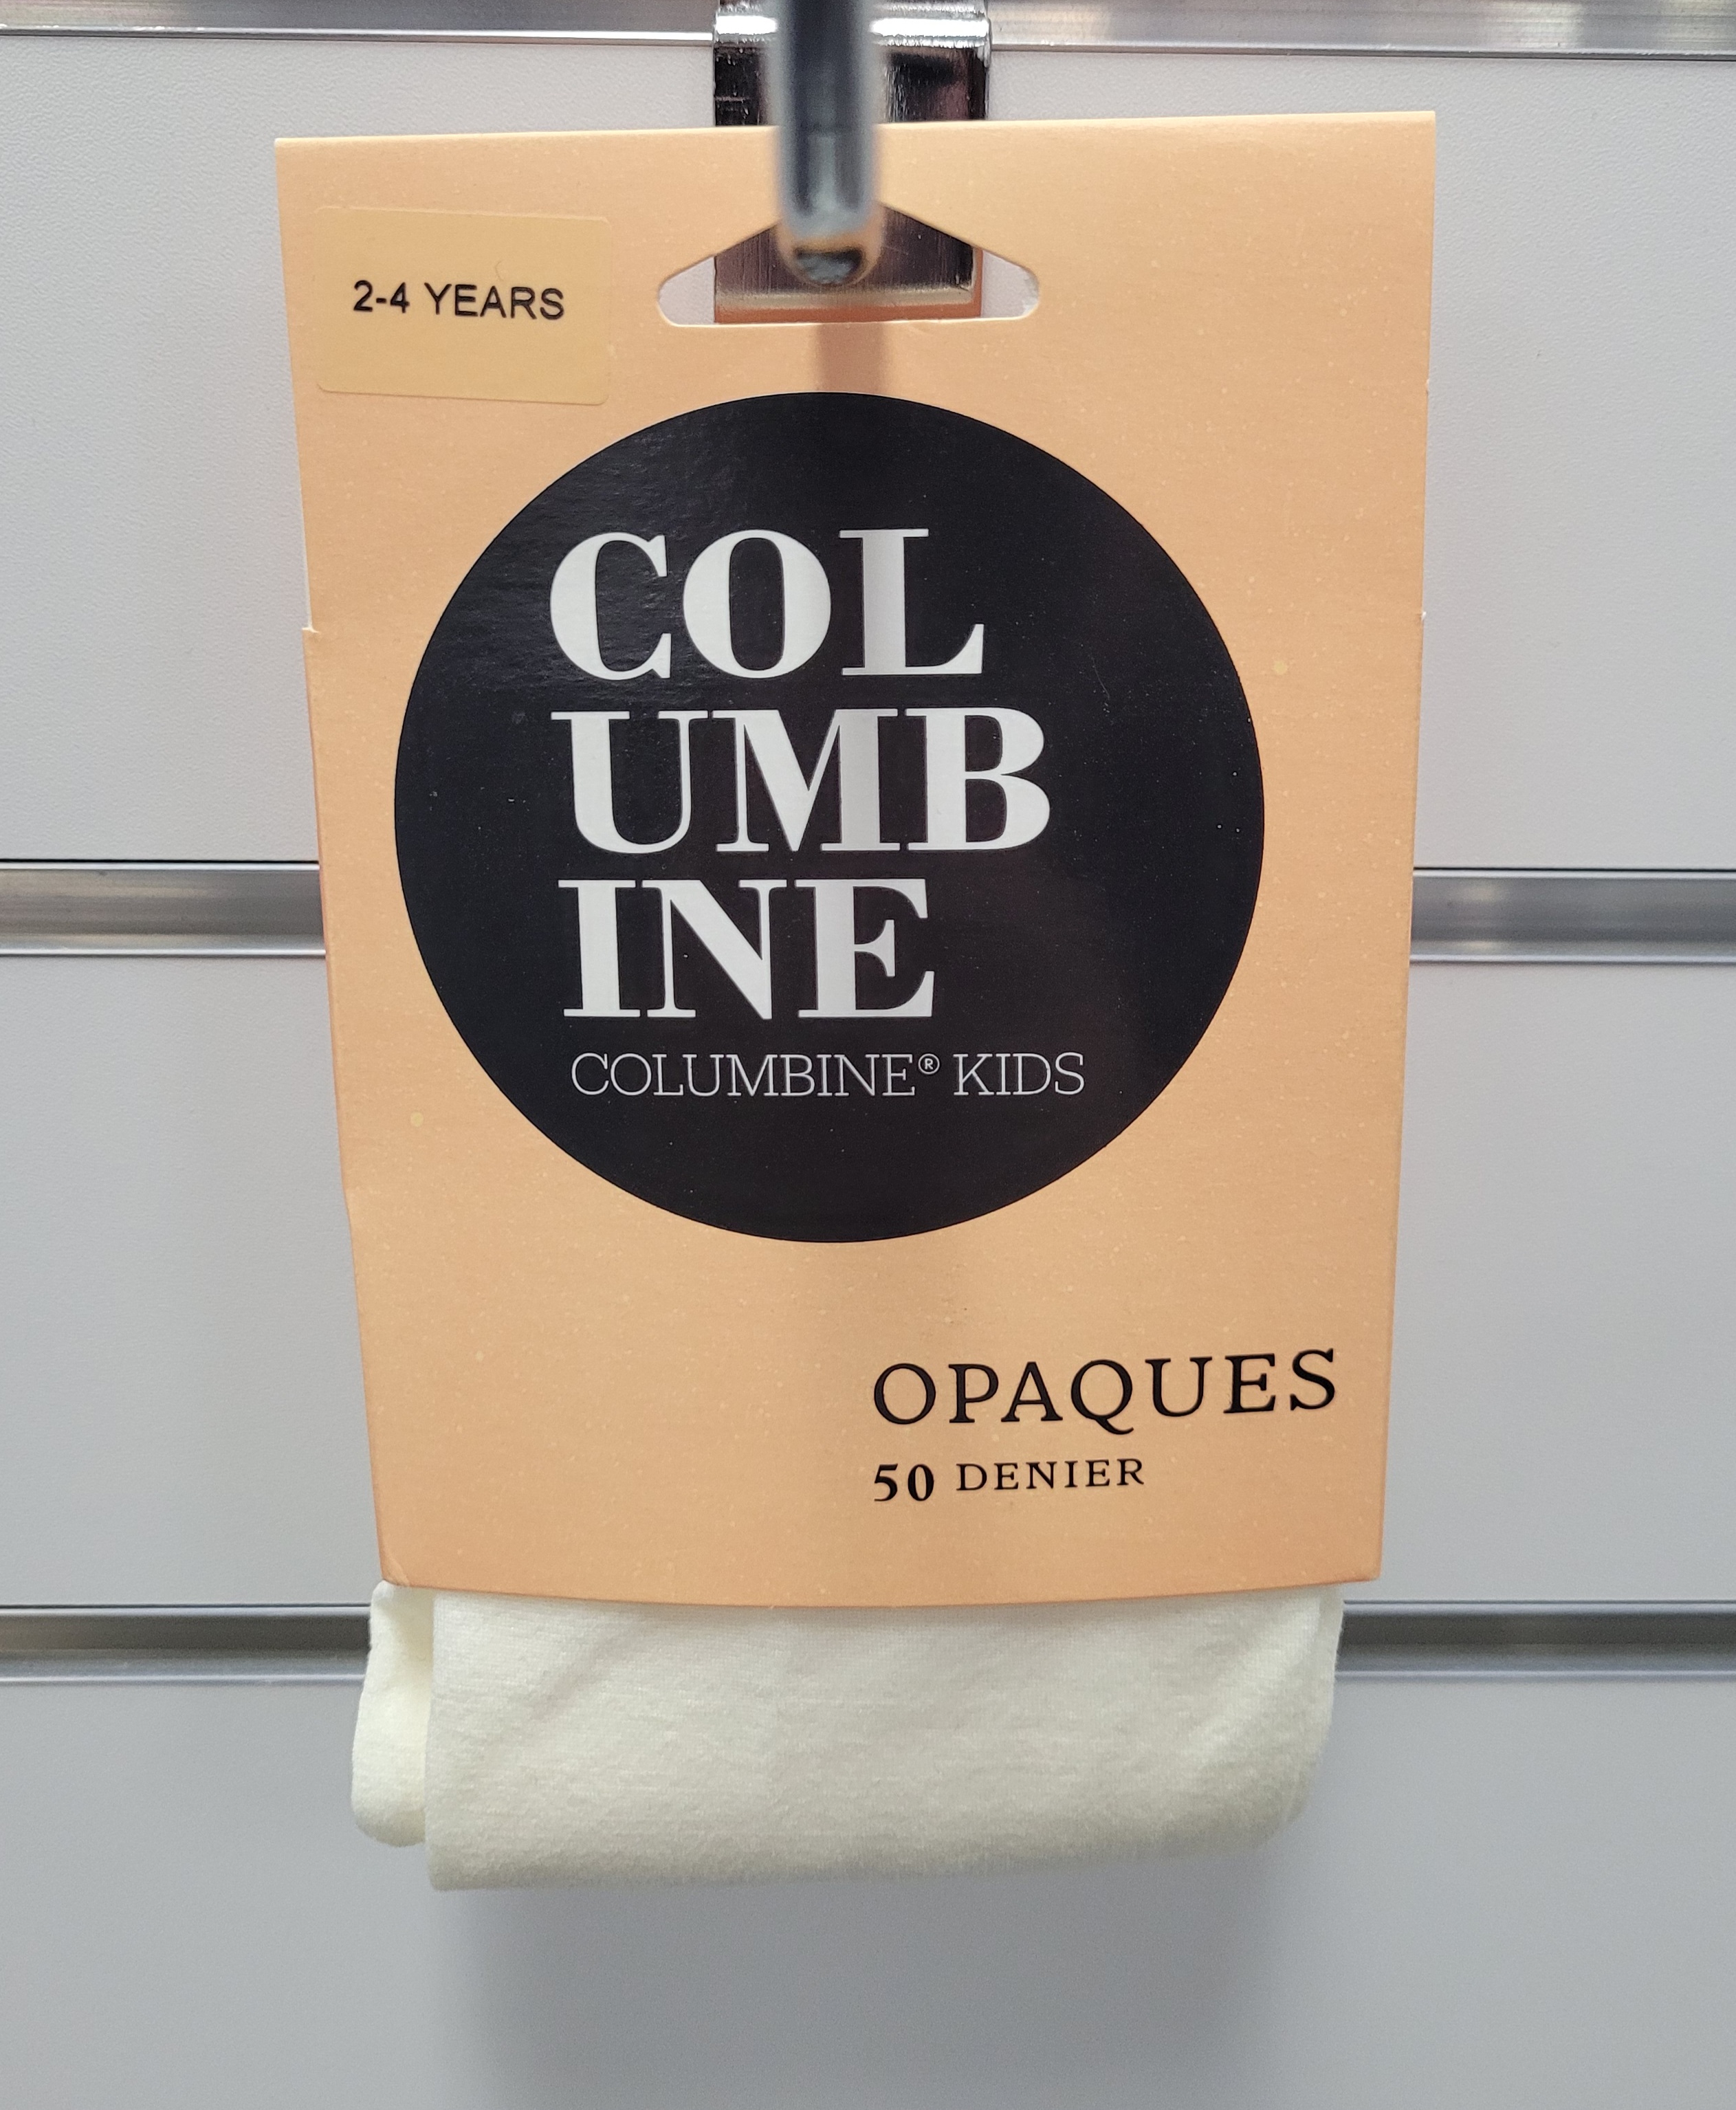 2-4 YEARS
COL
UMB
INE
COLUMBINE® KIDS
OPAQUES
50 DENIER